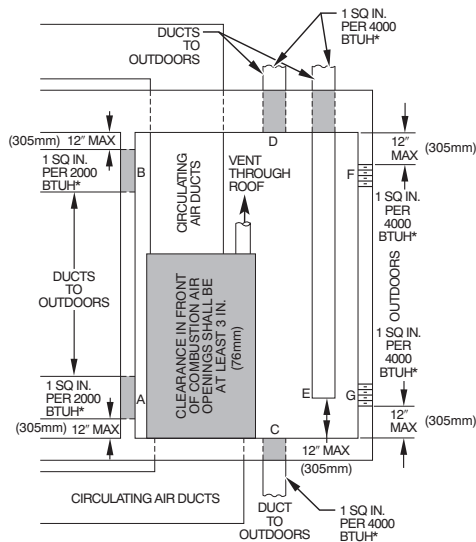 DUCTS
TO
OUTDOORS
1 SQ IN.
PER 4000
BTUH*
12" MAX
(305mm)
1 SQ IN.
PER 2000
BTUH*
B
CIRCULATING
AIR DUCTS
VENT
THROUGH
ROOF
D
12"
MAX
(305mm)
F
1 SQ IN.
PER
4000
BTUH*
DUCTS
TO
OUTDOORS
CLEARANCE IN FRONT
OF COMBUSTION AIR
OPENINGS SHALL BE
AT LEAST 3 IN.
(76mm)
OUTDOORS
1 SQ IN.
PER
4000
BTUH*
1 SQ IN.
PER 2000
BTUH*
A
E
G
(305mm)
12" MAX
C
12" MAX
(305mm)
12"
MAX
(305mm)
CIRCULATING AIR DUCTS
DUCT
TO
OUTDOORS
1 SQ IN.
PER 4000
BTUH*